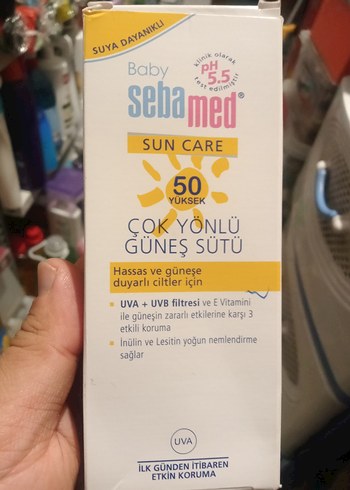 SUYA DAYANIKLI
Baby
klinik olarak
pH
5.5
test edilmiştir
sebamed®
SUN CARE
50
YÜKSEK
ÇOK YÖNLÜ
GÜNEŞ SÜTÜ
Hassas ve güneşe
duyarlı ciltler için
UVA + UVB filtresi ve E Vitamini
ile güneşin zararlı etkilerine karşı 3
etkili koruma
İnülin ve Lesitin yoğun nemlendirme
sağlar
UVA
İLK GÜNDEN İTİBAREN
ETKİN KORUMA